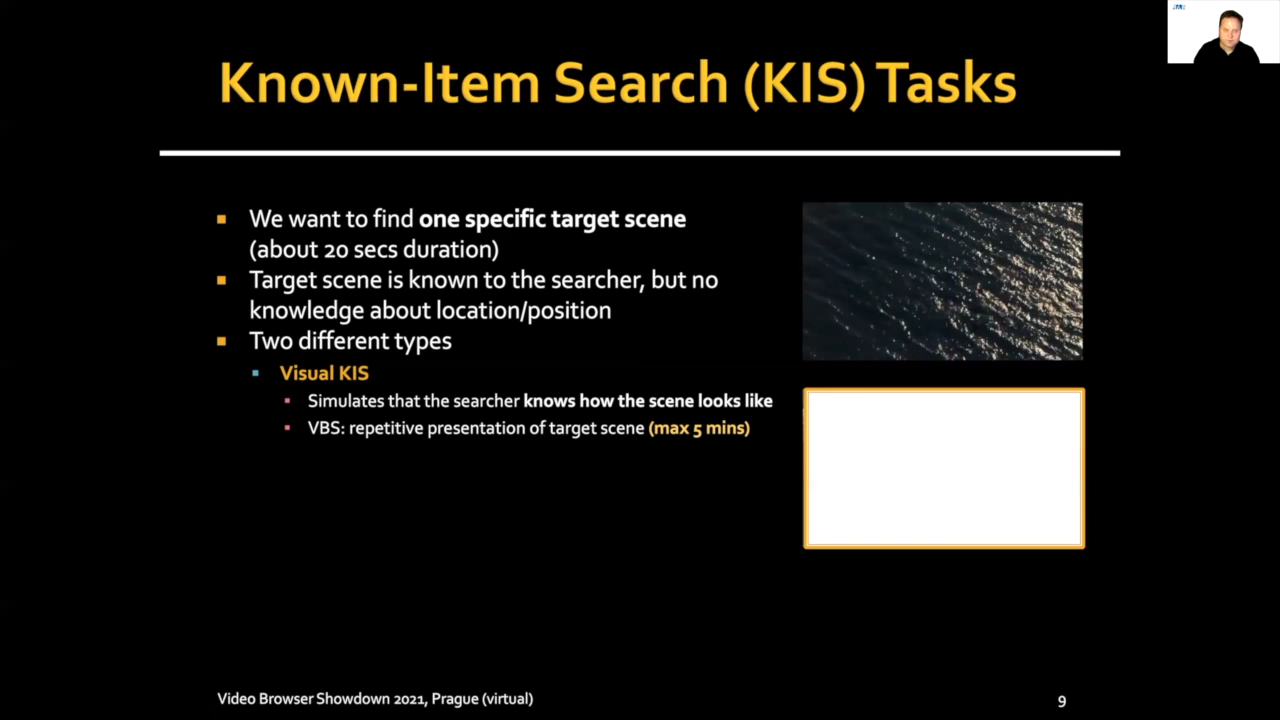 Known-Item Search (KIS) Tasks
We want to find one specific target scene
(about 20 secs duration)
Target scene is known to the searcher, but no
knowledge about location/position
Two different types
Visual KIS
Simulates that the searcher knows how the scene looks like
VBS: repetitive presentation of target scene (max 5 mins)
Video Browser Showdown 2021, Prague (virtual)
9